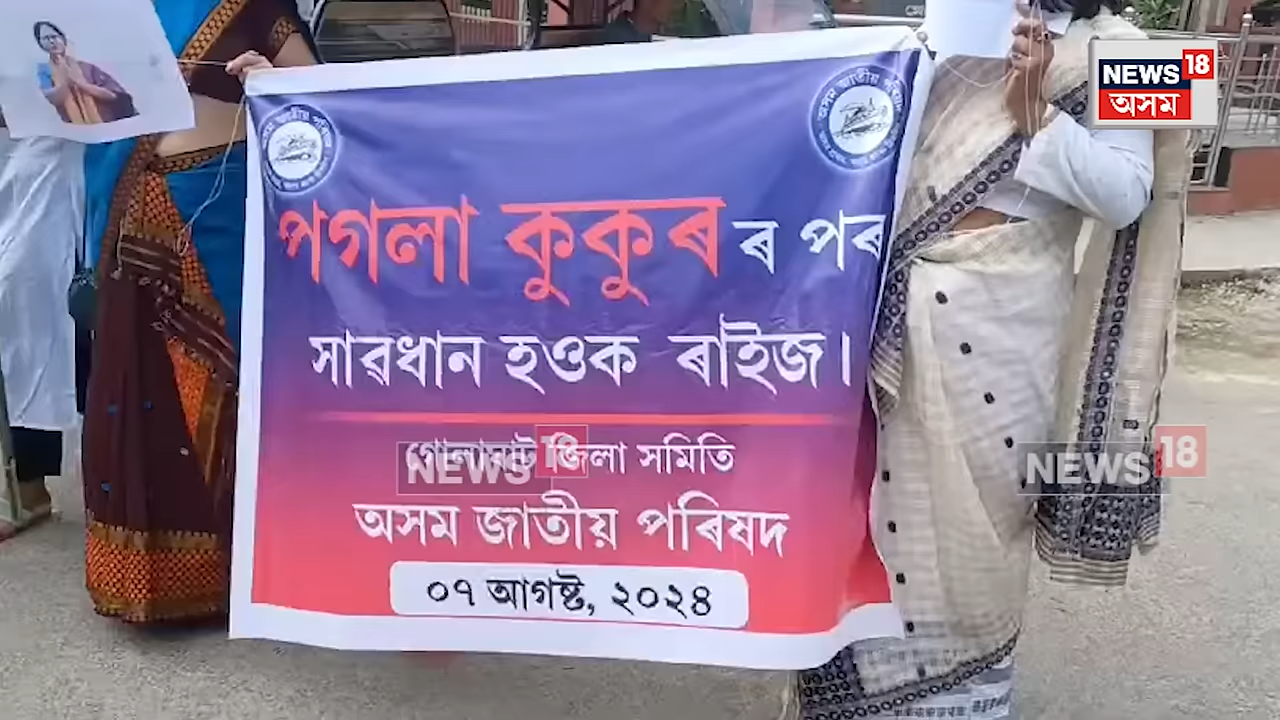 NEWS 18
অসম
পগলা কুকুৰ ৰ পৰ
সাৱধান হওক ৰাইজ।
গোলাঘাট জিলা সমিতি
NEWS 18
NEWS 18
অসম জাতীয় পৰিষদ
০৭ আগষ্ট, ২০২৪